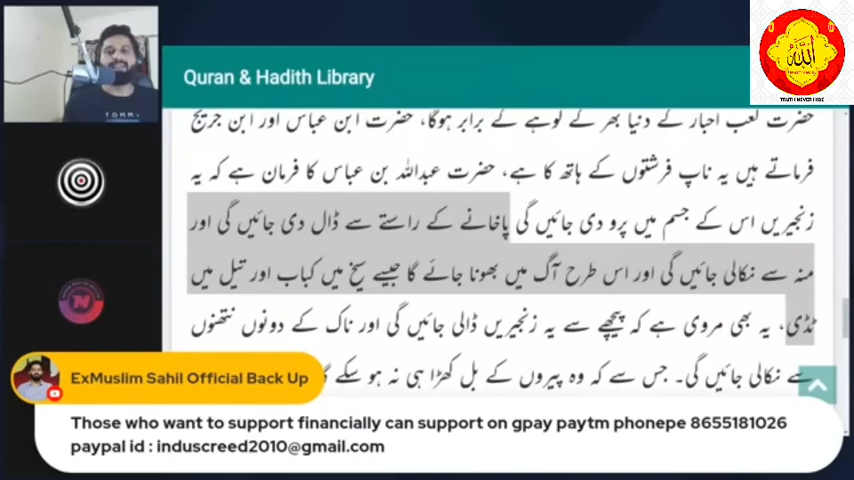 Quran & Hadith Library
حضرت کعب احبار کے دنیا بھر کے لوہے کے برابر ہوگا، حضرت ابن عباس اور ابن جریج
فرماتے ہیں یہ ناپ فرشتوں کے ہاتھ کا ہے، حضرت عبداللہ بن عباس کا فرمان ہے کہ یہ
زنجیریں اس کے جسم میں پرو دی جائیں گی پاخانے کے راستے سے ڈال دی جائیں گی اور
منہ سے نکالی جائیں گی اور اس طرح آگ میں بھونا جائے گا جیسے سیخ میں کباب اور تیل میں
ٹڈی، یہ بھی مروی ہے کہ پیچھے سے یہ زنجیریں ڈالی جائیں گی اور ناک کے دونوں نتھنوں
سے نکالی جائیں گی۔ جس سے کہ وہ پیروں کے بل کھڑا ہی نہ ہو سکے
TOMMY
الله
TRUTH NEVER HIDE
N
ExMuslim Sahil Official Back Up
Those who want to support financially can support on gpay paytm phonepe 8655181026
paypal id : induscreed2010@gmail.com